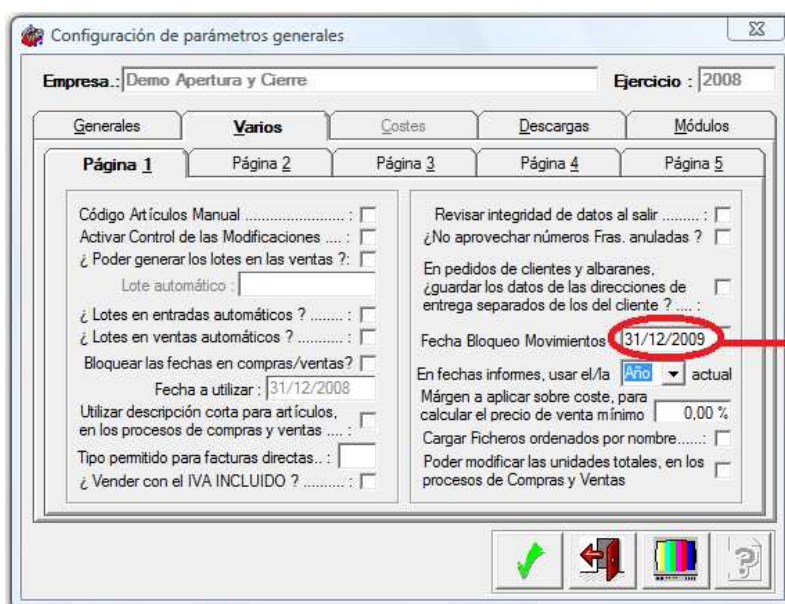 Configuración de parámetros generales
Empresa.: Demo Apertura y Cierre
Ejercicio : 2008
Generales
Varios
Costes
Descargas
Módulos
Página 1
Página 2
Página 3
Página 4
Página 5
Código Artículos Manual ....................... :
Activar Control de las Modificaciones .... :
¿ Poder generar los lotes en las ventas ?:
Lote automático :
¿ Lotes en entradas automáticos ? ........ :
¿ Lotes en ventas automáticos ? ........... :
Bloquear las fechas en compras/ventas?
Fecha a utilizar : 31/12/2008
Utilizar descripción corta para artículos,
en los procesos de compras y ventas .... :
Tipo permitido para facturas directas.. :
¿ Vender con el IVA INCLUIDO ? .......... :
Revisar integridad de datos al salir ......... :
¿No aprovechar números Fras. anuladas ?
En pedidos de clientes y albaranes,
¿guardar los datos de las direcciones de
entrega separados de los del cliente ? .... :
Fecha Bloqueo Movimientos 31/12/2009
En fechas informes, usar el/la Año actual
Márgen a aplicar sobre coste, para
calcular el precio de venta mínimo 0,00 %
Cargar Ficheros ordenados por nombre......:
Poder modificar las unidades totales, en los
procesos de Compras y Ventas